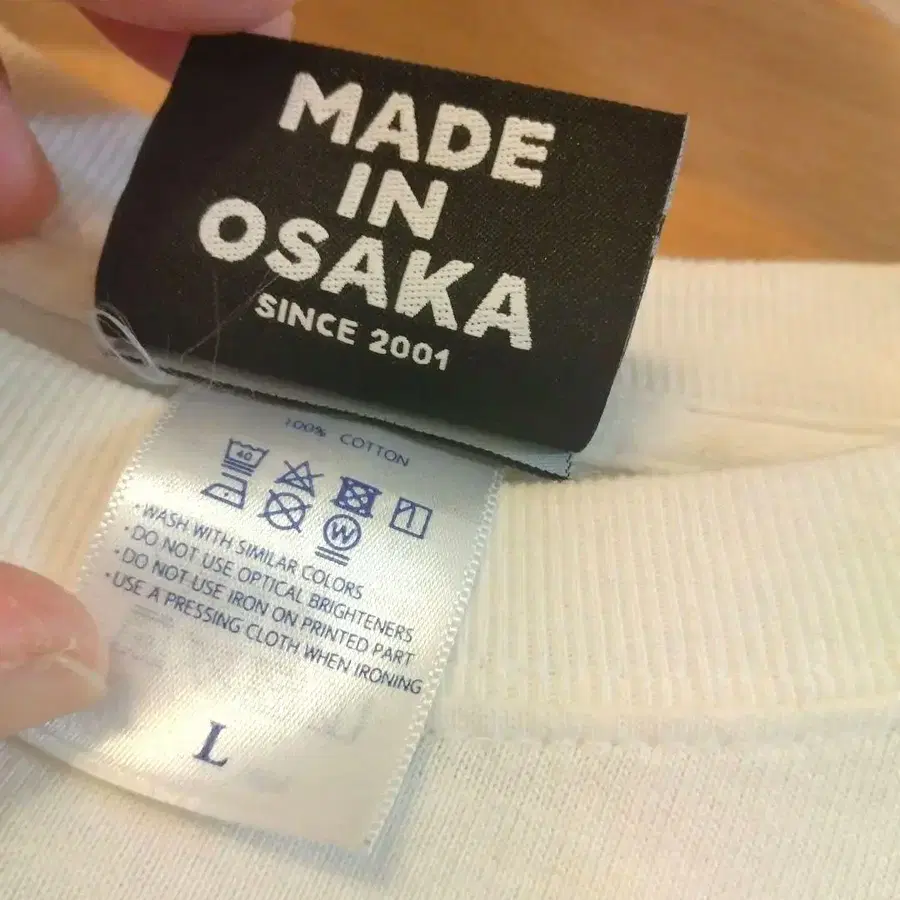 MADE
IN
OSAKA
SINCE 2001
100% COTTON
40
W
・WASH WITH SIMILAR COLORS
・DO NOT USE OPTICAL BRIGHTENERS
・DO NOT USE IRON ON PRINTED PART
・USE A PRESSING CLOTH WHEN IRONING
L